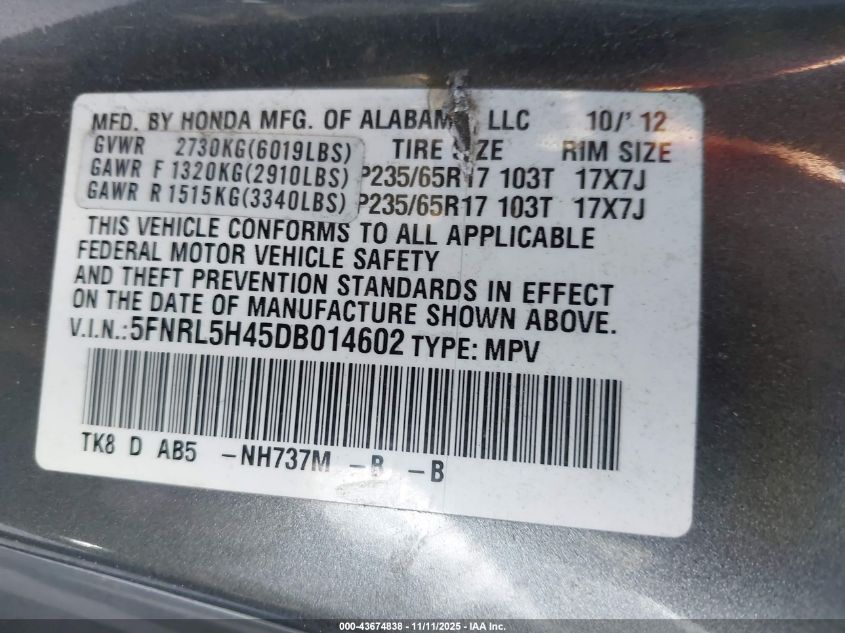 MFD. BY HONDA MFG. OF ALABAMA LLC 10/' 12
GVWR 2730KG(6019LBS) TIRE SIZE RIM SIZE
GAWR F 1320KG(2910LBS) P235/65R17 103T 17X7J
GAWR R 1515KG(3340LBS) P235/65R17 103T 17X7J
THIS VEHICLE CONFORMS TO ALL APPLICABLE
FEDERAL MOTOR VEHICLE SAFETY
AND THEFT PREVENTION STANDARDS IN EFFECT
ON THE DATE OF MANUFACTURE SHOWN ABOVE.
V.I.N.: 5FNRL5H45DB014602 TYPE: MPV
TK8 D AB5 -NH737M -B -B
000-43674838 - 11/11/2025 - IAA Inc.